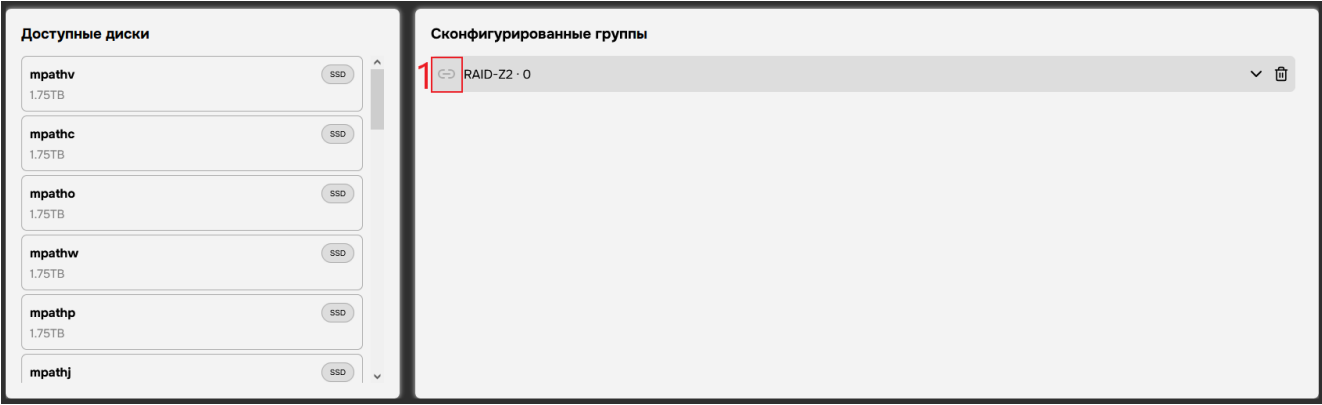 Доступные диски
mpathv SSD
1.75TB
mpathc SSD
1.75TB
mpatho SSD
1.75TB
mpathw SSD
1.75TB
mpathp SSD
1.75TB
mpathj SSD
Сконфигурированные группы
1 RAID-Z2 · 0